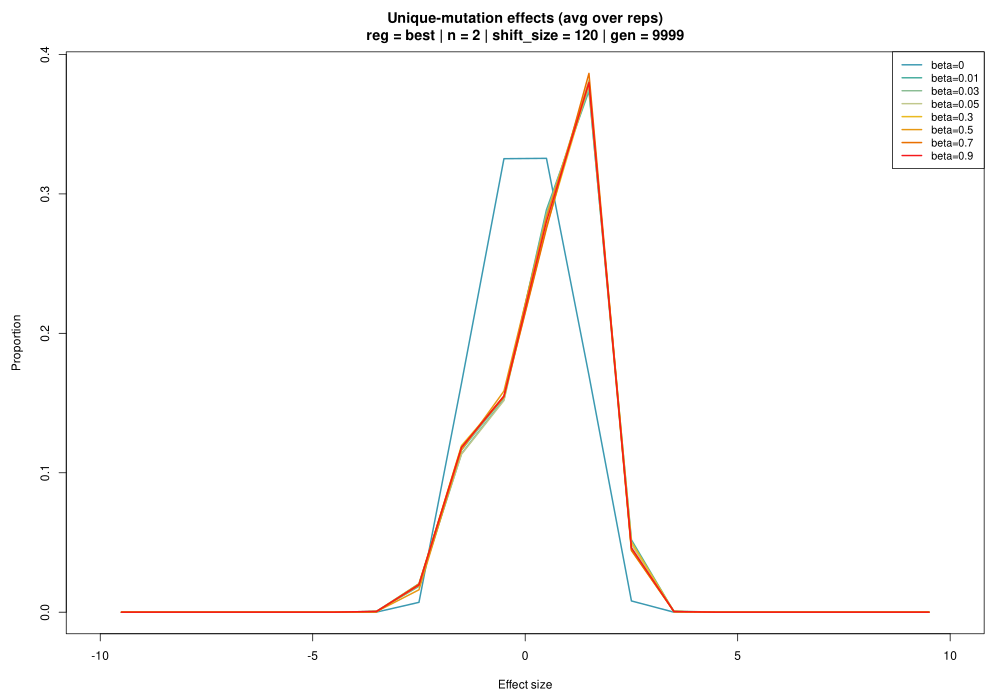 Unique-mutation effects (avg over reps)
reg = best | n = 2 | shift_size = 120 | gen = 9999
beta=0
beta=0.01
beta=0.03
beta=0.05
beta=0.3
beta=0.5
beta=0.7
beta=0.9
Proportion
0.4
0.3
0.2
0.1
0.0
-10
-5
0
5
10
Effect size